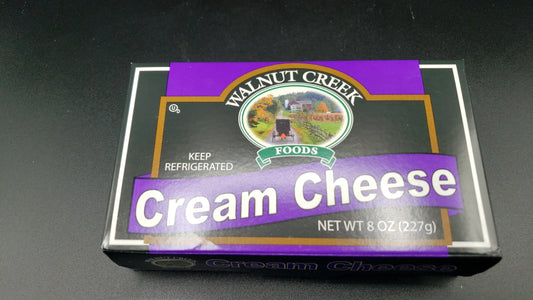 WALNUT CREEK
FOODS
KEEP
REFRIGERATED
Cream Cheese
NET WT 8 OZ (227g)
Cream Cheese